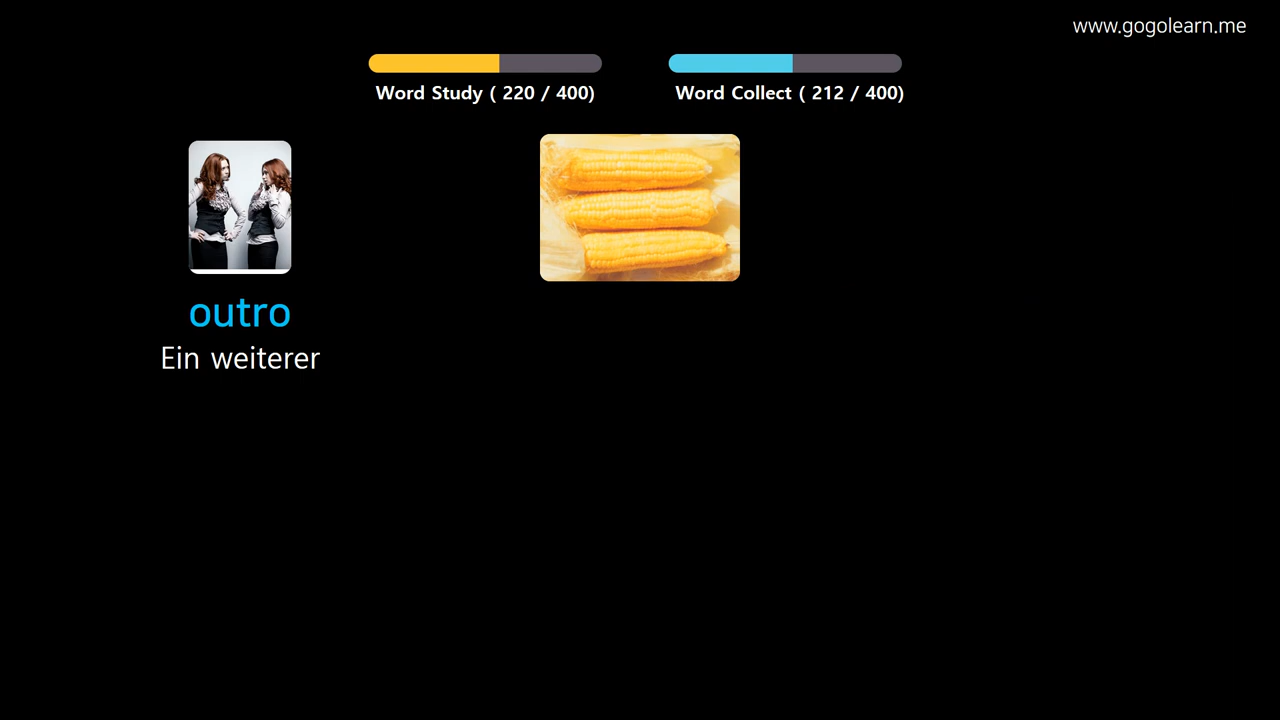 www.gogolearn.me
Word Study ( 220 / 400)
Word Collect ( 212 / 400)
outro
Ein weiterer